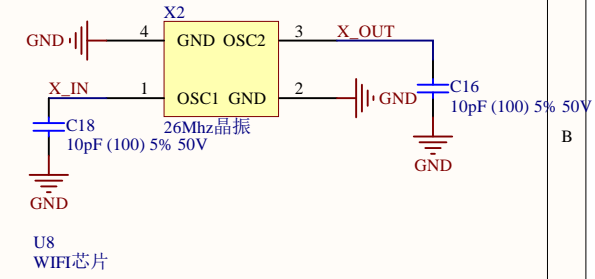 X2
GND
4
GND OSC2
3
X_OUT
X_IN
1
OSC1 GND
2
GND
C16
10pF (100) 5% 50V
C18
10pF (100) 5% 50V
26Mhz晶振
B
GND
GND
U8
WIFI芯片